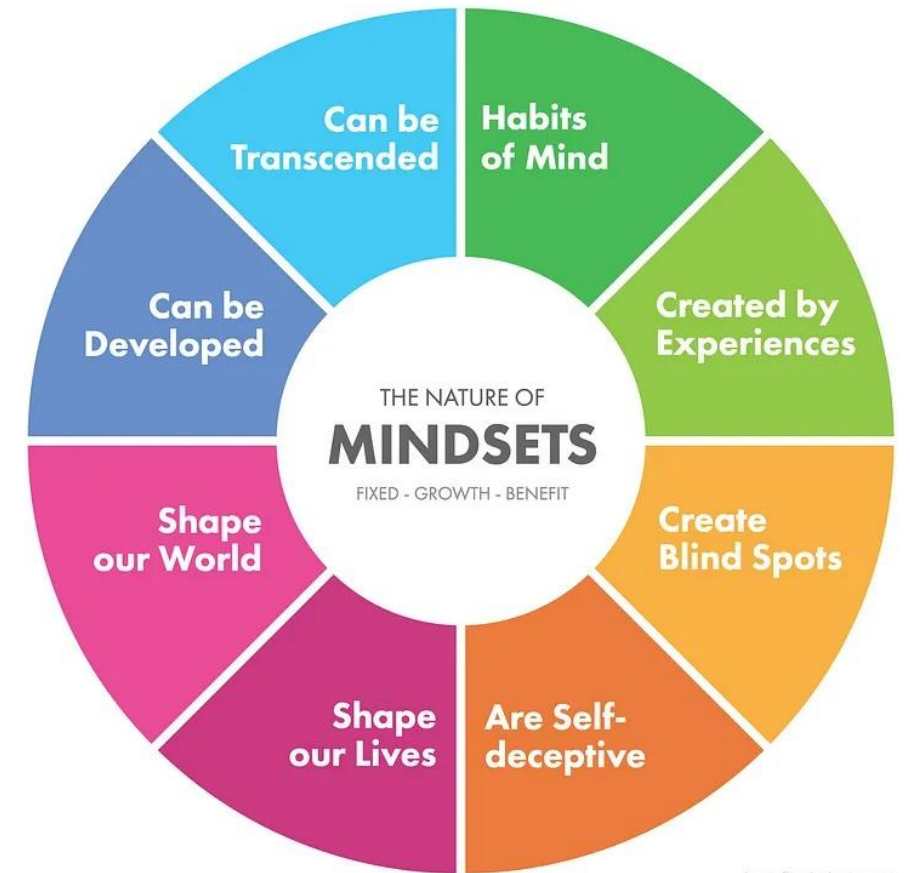 Can be
Transcended
Habits
of Mind
Created by
Experiences
Create
Blind Spots
Are Self-
deceptive
Shape
our Lives
Shape
our World
Can be
Developed
THE NATURE OF
MINDSETS
FIXED - GROWTH - BENEFIT